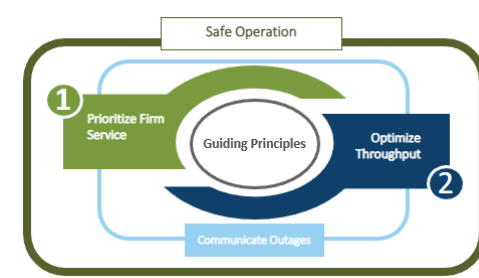 Safe Operation
1
Prioritize Firm
Service
Guiding Principles
Optimize
Throughput
2
Communicate Outages